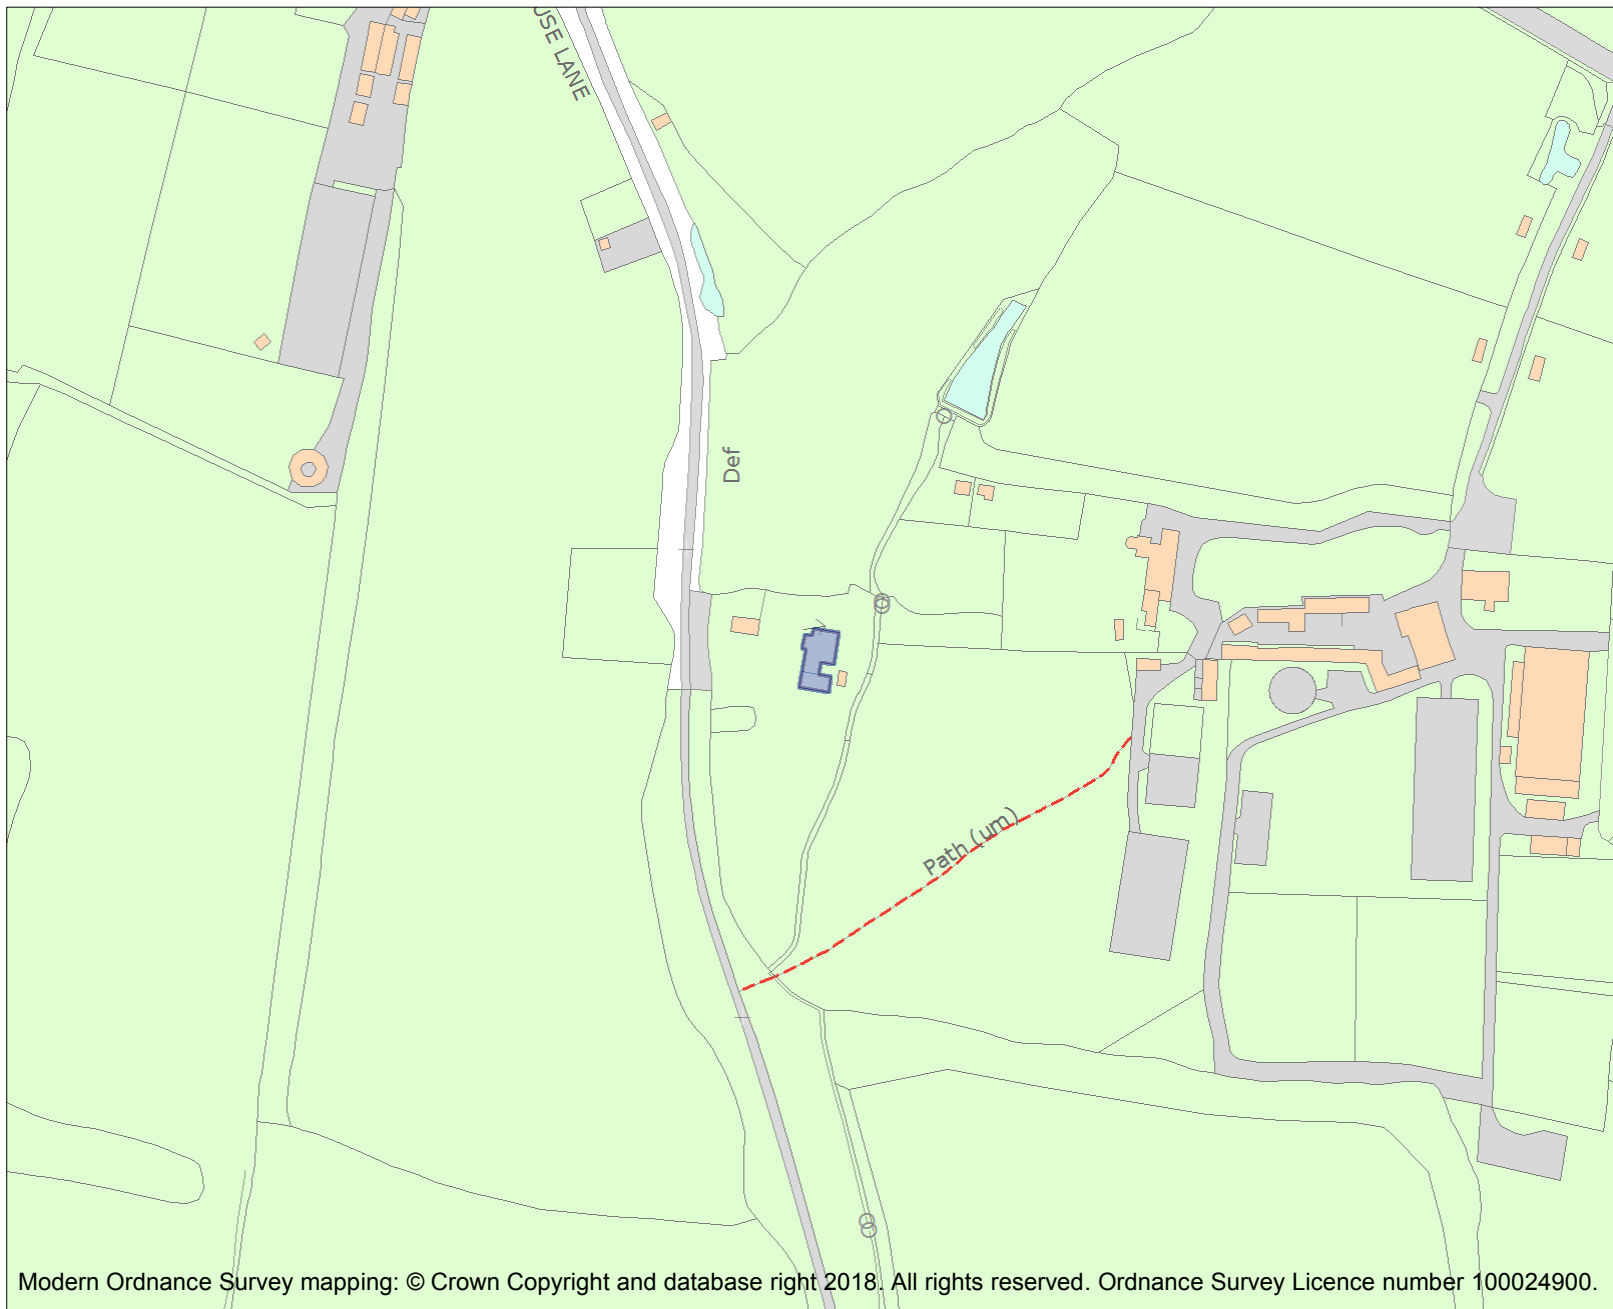 USE LANE
Def
Path (um)
Modern Ordnance Survey mapping: © Crown Copyright and database right 2018. All rights reserved. Ordnance Survey Licence number 100024900.